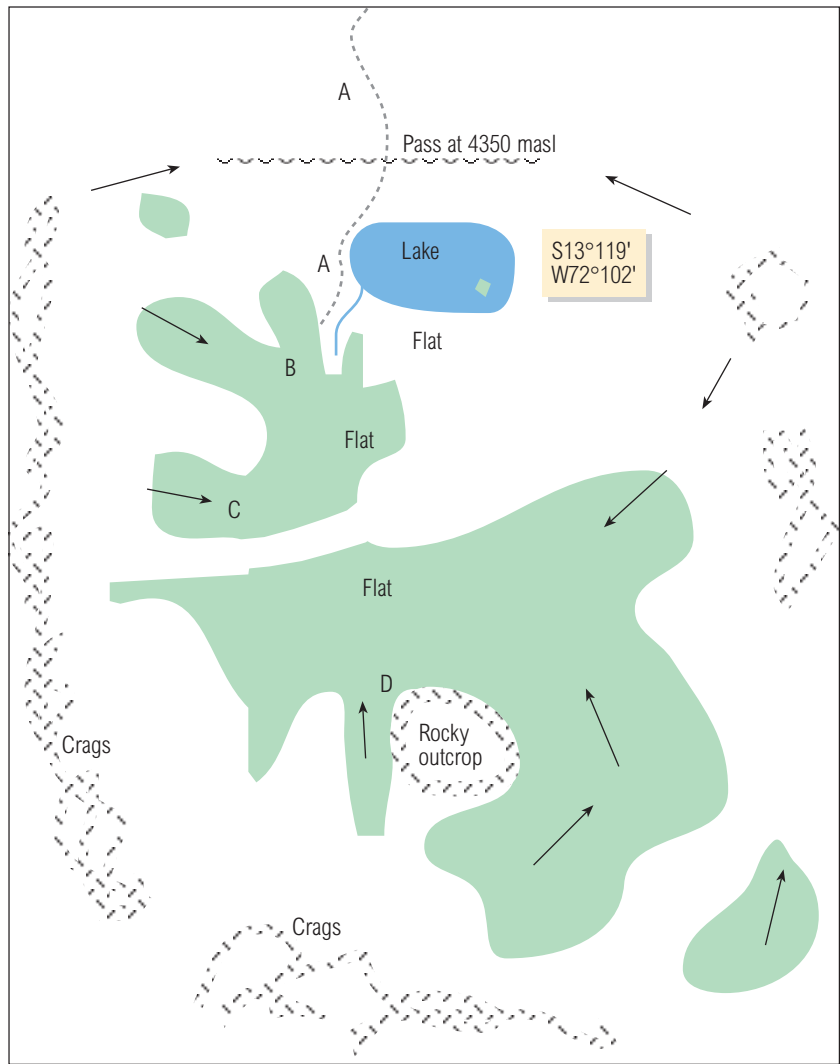 A
Pass at 4350 masl
A
Lake
S13°119'
W72°102'
Flat
B
Flat
C
Flat
D
Rocky
outcrop
Crags
Crags